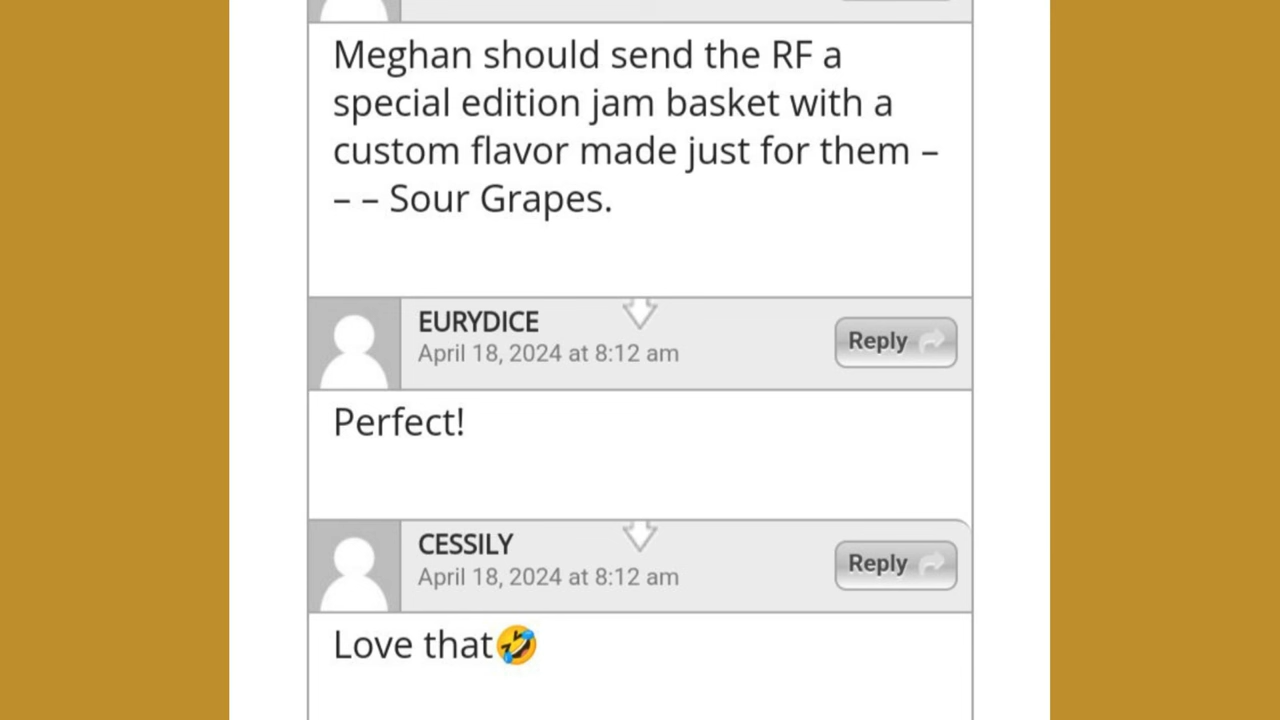 Meghan should send the RF a
special edition jam basket with a
custom flavor made just for them –
– – Sour Grapes.
EURYDICE
April 18, 2024 at 8:12 am
Reply
Perfect!
CESSILY
April 18, 2024 at 8:12 am
Reply
Love that🤣